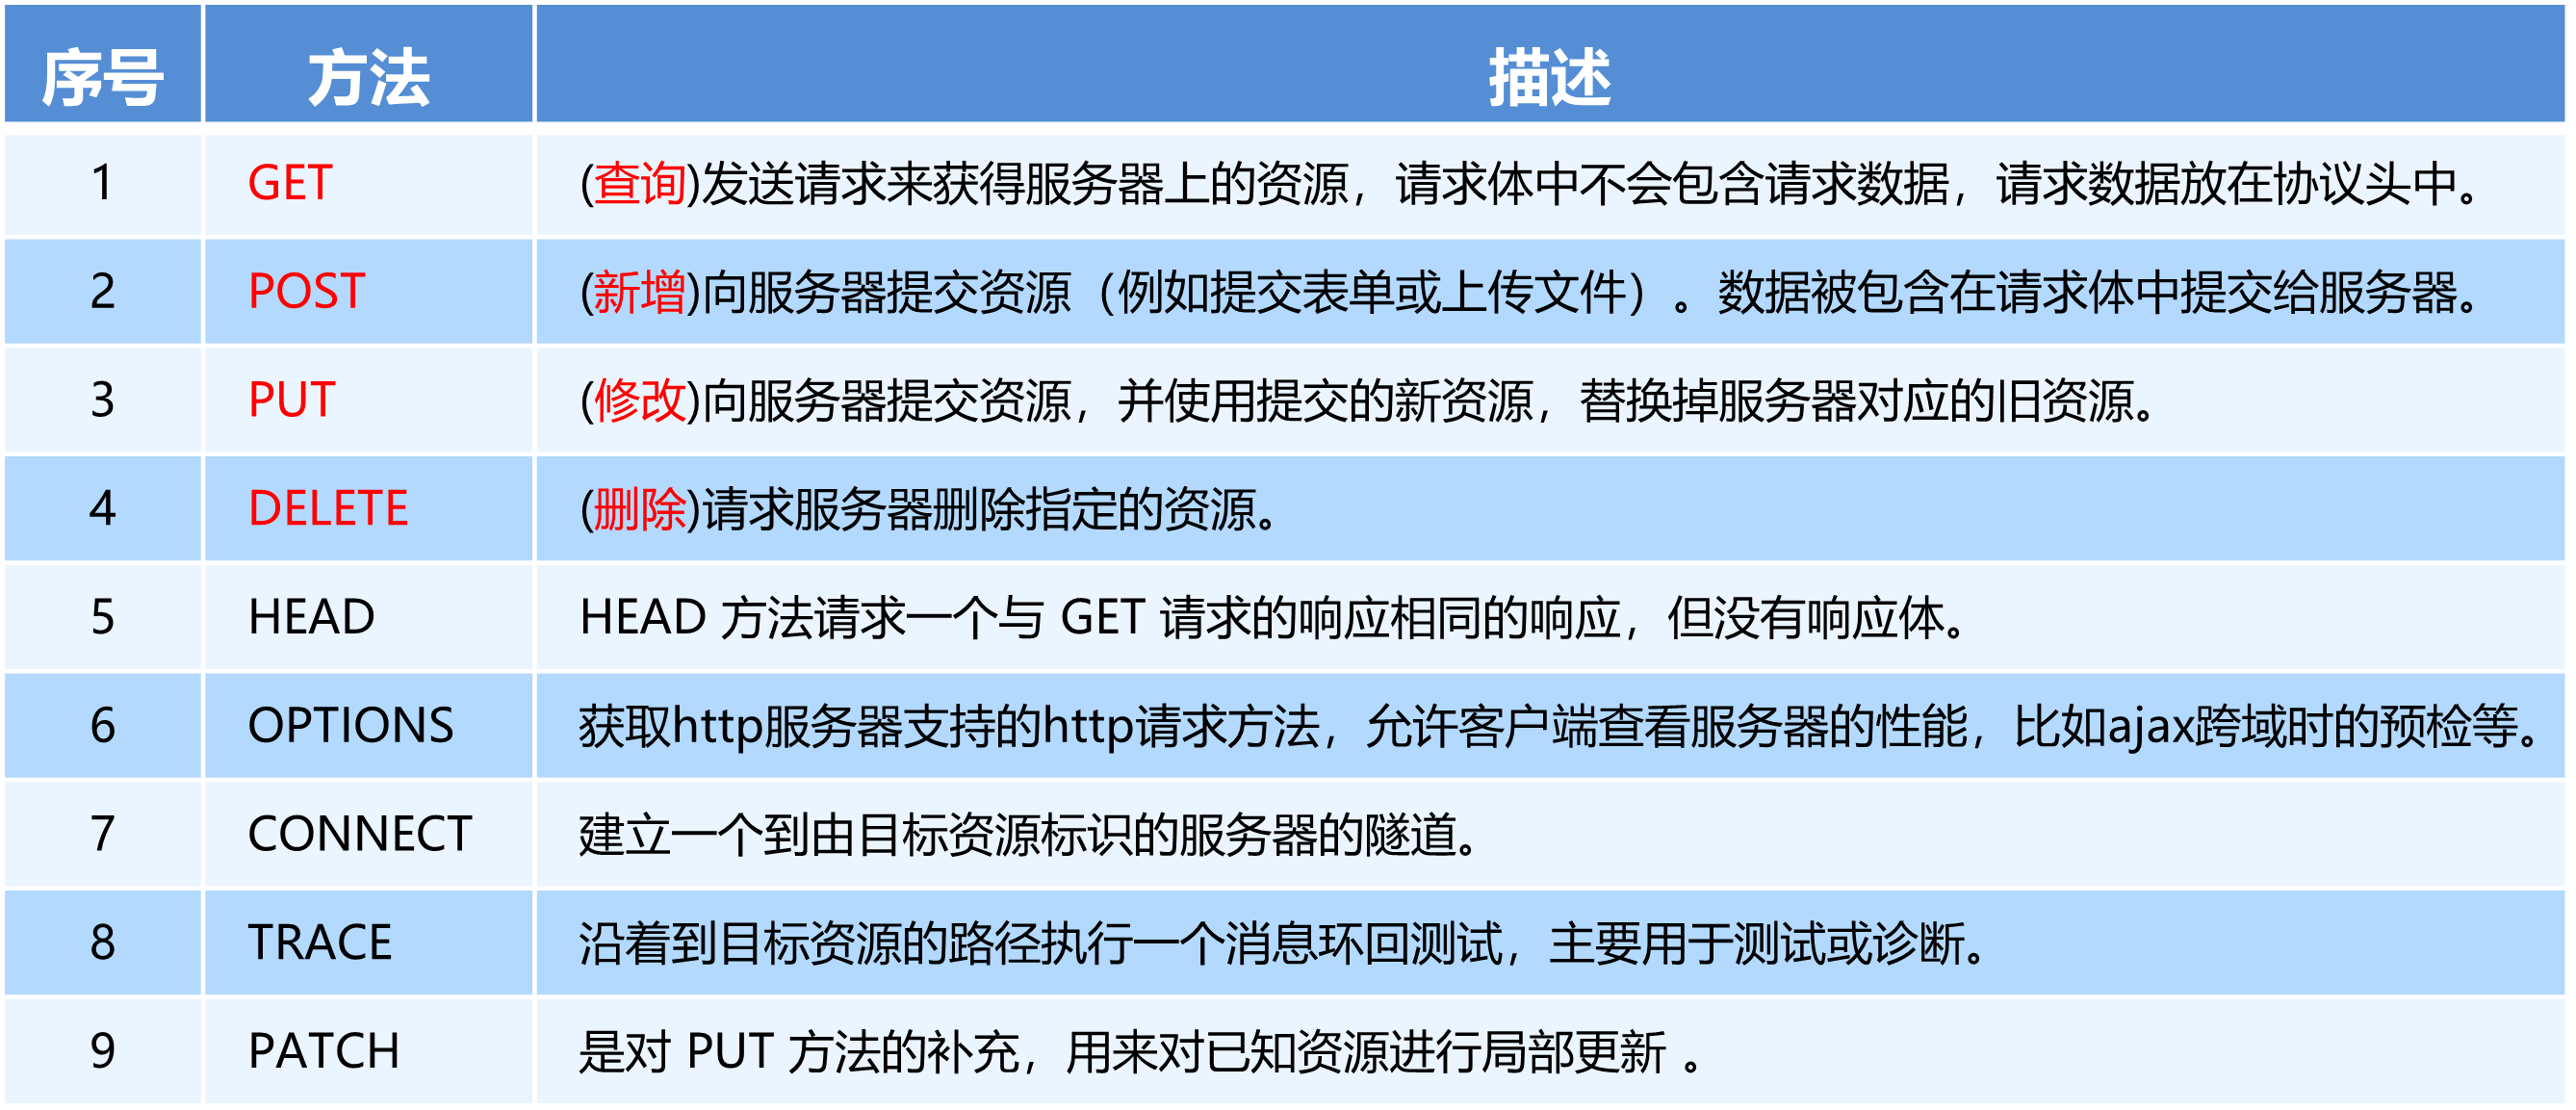 序号 方法 描述
1 GET (查询)发送请求来获得服务器上的资源，请求体中不会包含请求数据，请求数据放在协议头中。
2 POST (新增)向服务器提交资源（例如提交表单或上传文件）。数据被包含在请求体中提交给服务器。
3 PUT (修改)向服务器提交资源，并使用提交的新资源，替换掉服务器对应的旧资源。
4 DELETE (删除)请求服务器删除指定的资源。
5 HEAD HEAD 方法请求一个与 GET 请求的响应相同的响应，但没有响应体。
6 OPTIONS 获取http服务器支持的http请求方法，允许客户端查看服务器的性能，比如ajax跨域时的预检等。
7 CONNECT 建立一个到由目标资源标识的服务器的隧道。
8 TRACE 沿着到目标资源的路径执行一个消息环回测试，主要用于测试或诊断。
9 PATCH 是对 PUT 方法的补充，用来对已知资源进行局部更新 。